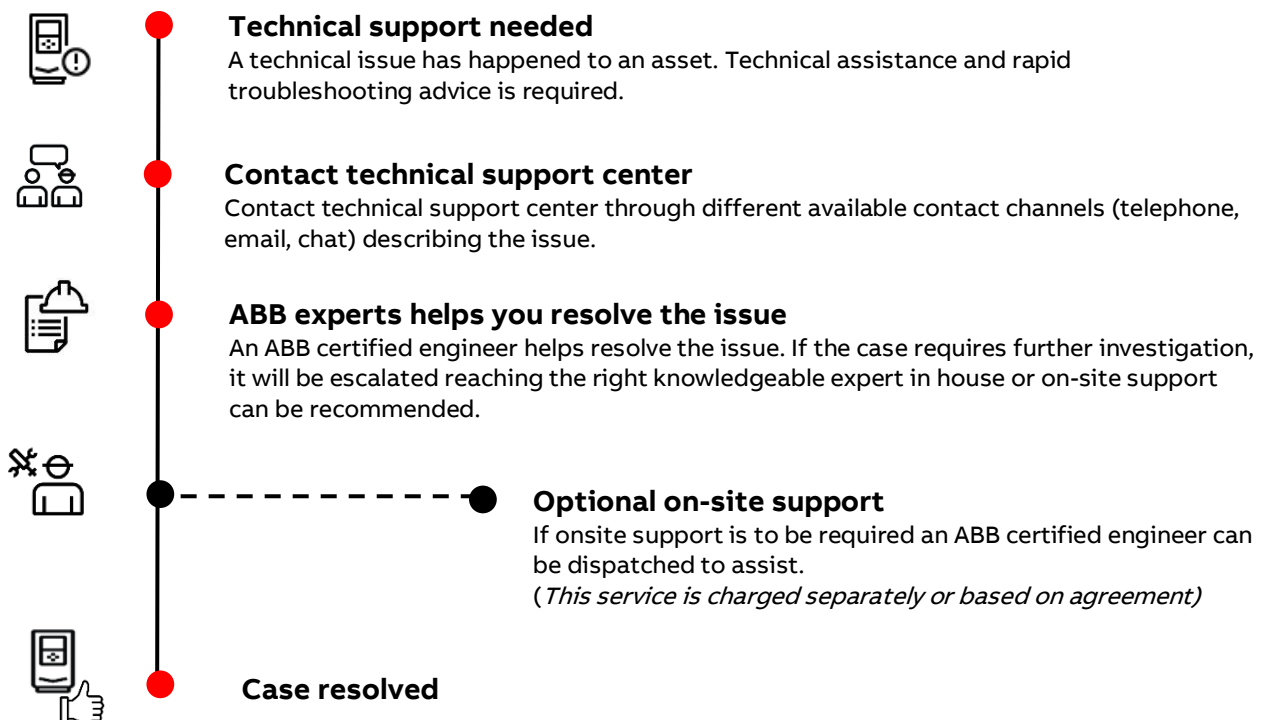 Technical support needed
A technical issue has happened to an asset. Technical assistance and rapid
troubleshooting advice is required.
Contact technical support center
Contact technical support center through different available contact channels (telephone,
email, chat) describing the issue.
ABB experts helps you resolve the issue
An ABB certified engineer helps resolve the issue. If the case requires further investigation,
it will be escalated reaching the right knowledgeable expert in house or on-site support
can be recommended.
Optional on-site support
If onsite support is to be required an ABB certified engineer can
be dispatched to assist.
(This service is charged separately or based on agreement)
Case resolved